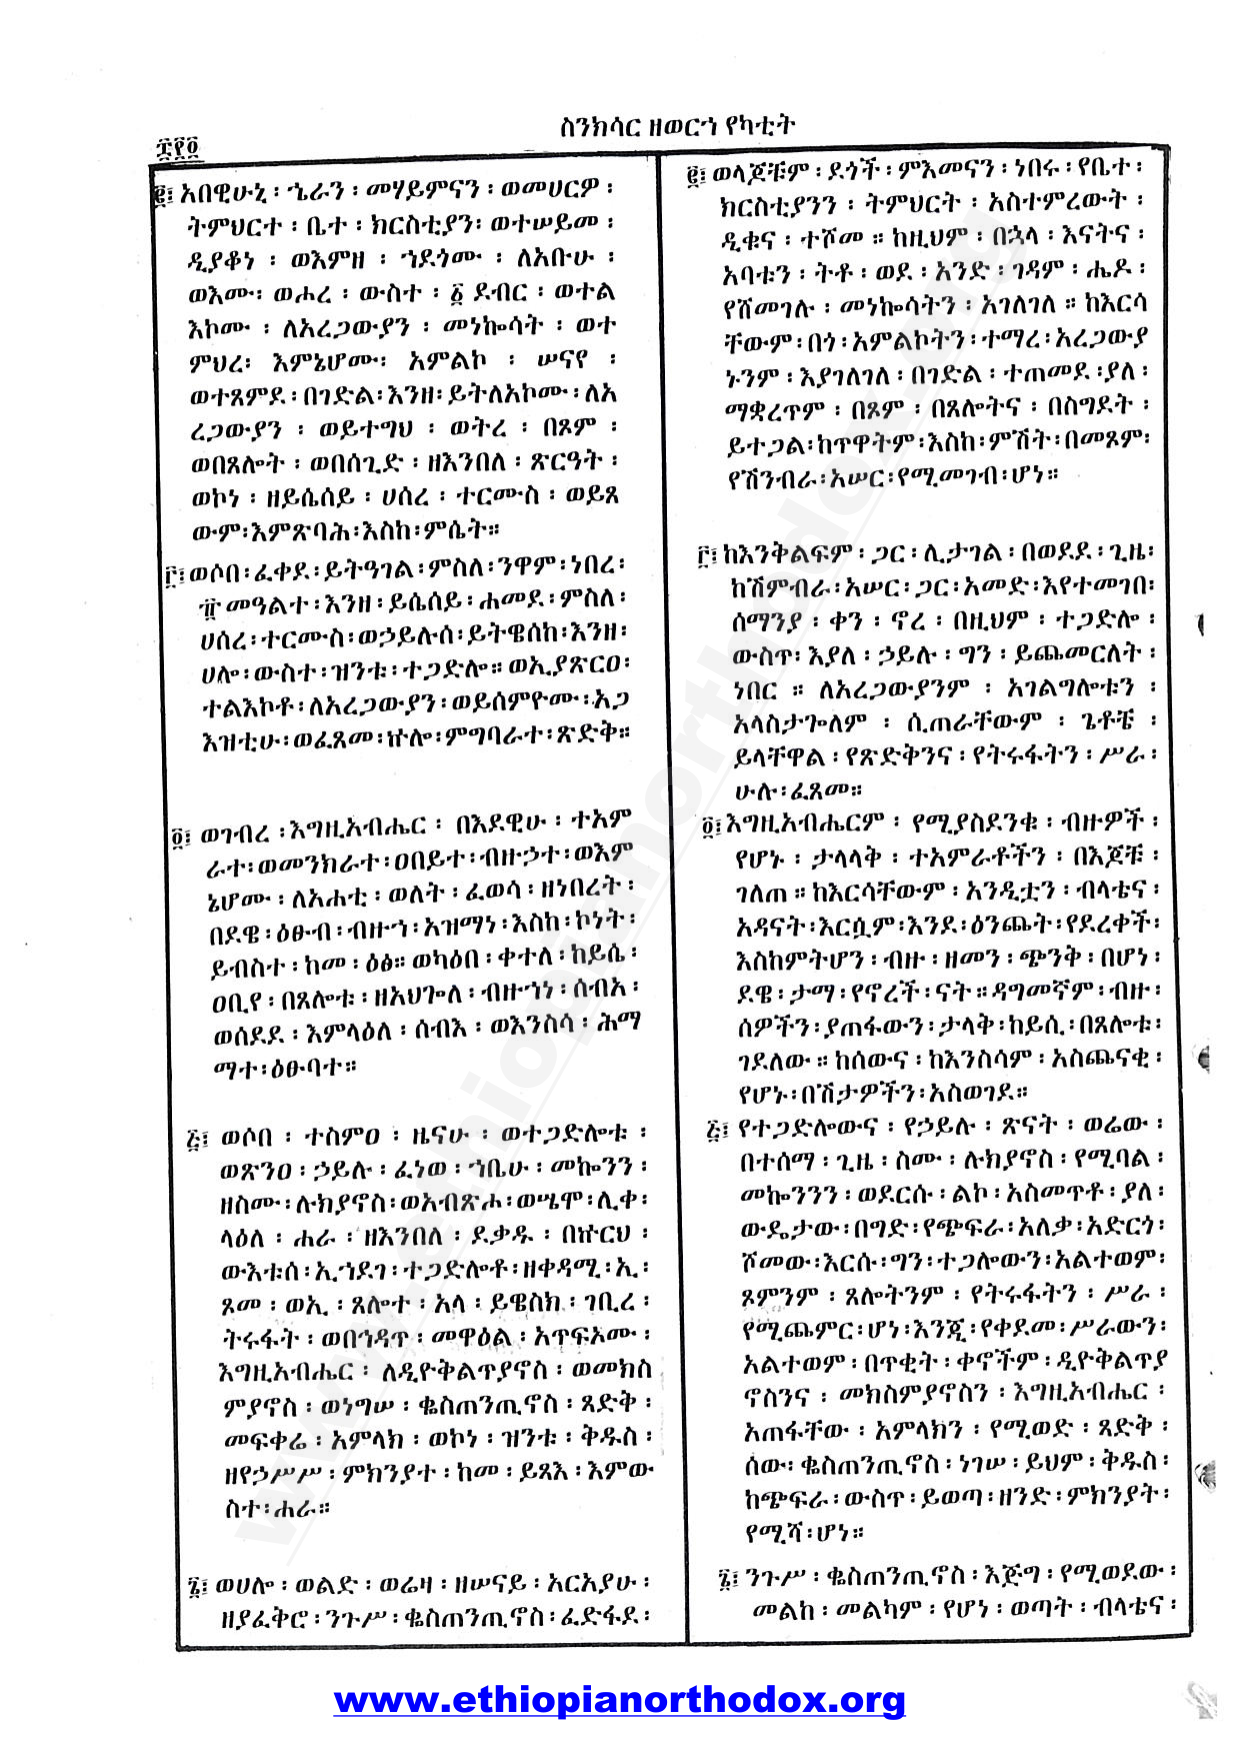 ስንክሳር ዘወርኀ የካቲት
፰፻፬
፪፤ አበዊሁኒ ፡ ኄራን ፡ መሃይምናን ፡ ወመሀርዎ ፡
ትምህርተ ፡ ቤተ ፡ ክርስቲያን፡ ወተሠይመ ፡
ዲያቆነ ፡ ወእምዘ ፡ ኀደጎሙ ፡ ለአቡሁ ፡
ወእሙ፡ ወሖረ ፡ ውስተ ፡ ፩ ደብር ፡ ወተል
እኮሙ ፡ ለአረጋውያን ፡ መነኰሳት ፡ ወተ
ምህረ፡ እምኔሆሙ፡ አምልኮ ፡ ሠናየ ፡
ወተጸምደ ፡ በገድል ፡ እንዘ፡ ይትለአኮሙ ፡ ለአ
ረጋውያን ፡ ወይተግህ ፡ ወትረ ፡ በጾም ፡
ወበጸሎት ፡ ወበሰጊድ ፡ ዘእንበለ ፡ ጽርዓት ፡
ወኮነ ፡ ዘይሴሰይ ፡ ሀሰረ ፡ ተርሙስ ፡ ወይጸ
ውም፡እምጽባሕ፡እስከ፡ምሴት።
፫፤ ወሶበ ፡ ፈቀደ ፡ ይትዓገል ፡ ምስለ ፡ ንዋም ፡ ነበረ፡
፹ መዓልተ ፡ እንዘ ፡ ይሴሰይ ፡ ሐመደ ፡ ምስለ ፡
ሀሰረ ፡ ተርሙስ ፡ ወኃይሉሰ ፡ ይትዌሰከ ፡ እንዘ፡
ሀሎ ፡ ውስተ ፡ ዝንቱ ፡ ተጋድሎ። ወኢያጽርዐ፡
ተልእኮቶ ፡ ለአረጋውያን ፡ ወይሰምዮሙ ፡ አጋ
እዝቲሁ ፡ ወፈጸመ ፡ ኵሎ ፡ ምግባራተ ፡ ጽድቅ።
፬፤ ወገብረ ፡ እግዚአብሔር ፡ በእደዊሁ ፡ ተአም
ራተ ፡ ወመንክራተ ፡ ዐበይተ ፡ ብዙኃተ ፡ ወእም
ኔሆሙ ፡ ለአሐቲ ፡ ወለት ፡ ፈወሳ ፡ ዘነበረት ፡
በደዌ ፡ ዕፁብ ፡ ብዙኀ ፡ አዝማነ ፡ እስከ ፡ ኮነት ፡
ይብስተ ፡ ከመ ፡ ዕፅ። ወካዕበ ፡ ቀተለ ፡ ከይሴ ፡
ዐቢየ ፡ በጸሎቱ ፡ ዘአህጐለ ፡ ብዙኀነ ፡ ሰብአ ፡
ወሰደደ ፡ እምላዕለ ፡ ሰብእ ፡ ወእንስሳ ፡ ሕማ
ማተ፡ዕፁባተ።
፭፤ ወሶበ ፡ ተሰምዐ ፡ ዜናሁ ፡ ወተጋድሎቱ ፡
ወጽንዐ ፡ ኃይሉ ፡ ፈነወ ፡ ኀቤሁ ፡ መኰንን ፡
ዘስሙ ፡ ሉክያኖስ ፡ ወአብጽሖ ፡ ወሤሞ ፡ ሊቀ፡
ላዕለ ፡ ሐራ ፡ ዘእንበለ ፡ ደቃዱ ፡ በኵርህ ፡
ውእቱሰ ፡ ኢኀደገ ፡ ተጋድሎቶ ፡ ዘቀዳሚ ፡ ኢ፡
ጾመ ፡ ወኢ ፡ ጸሎተ ፡ አላ ፡ ይዌስክ ፡ ገቢረ ፡
ትሩፋት ፡ ወበኅዳጥ ፡ መዋዕል ፡ አጥፍአሙ ፡
እግዚአብሔር ፡ ለዲዮቅልጥያኖስ ፡ ወመክስ
ምያኖስ ፡ ወነግሠ ፡ ቈስጠንጢኖስ ፡ ጻድቅ ፡
መፍቀሬ ፡ አምላክ ፡ ወኮነ ፡ ዝንቱ ፡ ቅዱስ ፡
ዘየኃሥሥ ፡ ምክንያተ ፡ ከመ ፡ ይጸእ ፡ እምው
ስተ፡ሐራ።
፮፤ ወሀሎ ፡ ወልድ ፡ ወሬዛ ፡ ዘሠናይ ፡ አርአያሁ ፡
ዘያፈቅሮ ፡ ንጉሥ ፡ ቈስጠንጢኖስ ፡ ፈድፋደ ፡
፪፤ ወላጆቹም ፡ ደጎች ፡ ምእመናን ፡ ነበሩ ፡ የቤተ ፡
ክርስቲያንን ፡ ትምህርት ፡ አስተምረውት ፡
ዲቁና ፡ ተሾመ ። ከዚህም ፡ በኋላ ፡ እናትና ፡
አባቱን ፡ ትቶ ፡ ወደ ፡ አንድ ፡ ገዳም ፡ ሔዶ ፡
የሸመገሉ ፡ መነኰሳትን ፡ አገለገለ ። ከእርሳ
ቸውም ፡ በጎ ፡ አምልኮትን ፡ ተማረ ፡ አረጋውያ
ኑንም ፡ እያገለገለ ፡ በገድል ፡ ተጠመደ ፡ያለ ፡
ማቋረጥም ፡ በጾም ፡ በጸሎትና ፡ በስግደት ፡
ይተጋል፡ከጥዋትም፡እስከ፡ምሽት፡በመጾም፡
የሽንብራ፡አሠር፡የሚመገብ፡ሆነ።
፫፤ ከእንቅልፍም ፡ ጋር ፡ ሊታገል ፡ በወደደ ፡ ጊዜ፡
ከሽምብራ፡አሠር፡ጋር፡አመድ፡እየተመገበ፡
ሰማንያ ፡ ቀን ፡ ኖረ ፡ በዚህም ፡ ተጋድሎ ፡
ውስጥ፡ እያለ ፡ ኃይሉ ፡ ግን ፡ ይጨመርለት ፡
ነበር ። ለአረጋውያንም ፡ አገልግሎቱን ፡
አላስታጐለም ፡ ሲጠራቸውም ፡ ጌቶቼ ፡
ይላቸዋል ፡ የጽድቅንና ፡ የትሩፋትን ፡ ሥራ ፡
ሁሉ፡ፈጸመ።
፬፤ እግዚአብሔርም ፡ የሚያስደንቁ ፡ ብዙዎች ፡
የሆኑ ፡ ታላላቅ ፡ ተአምራቶችን ፡ በእጆቹ ፡
ገለጠ ። ከእርሳቸውም ፡ አንዲቷን ፡ ብላቴና ፡
አዳናት፡እርሷም፡እንደ፡ዕንጨት፡የደረቀች፡
እስከምትሆን ፡ ብዙ ፡ ዘመን ፡ ጭንቅ ፡ በሆነ ፡
ደዌ ፡ ታማ ፡ የኖረች ፡ ናት ። ዳግመኛም ፡ ብዙ ፡
ሰዎችን ፡ ያጠፋውን ፡ ታላቅ ፡ ከይሲ ፡ በጸሎቱ ፡
ገደለው ። ከሰውና ፡ ከእንስሳም ፡ አስጨናቂ ፡
የሆኑ፡በሽታዎችን፡አስወገደ።
፭፤ የተጋድሎውና ፡ የኃይሉ ፡ ጽናት ፡ ወሬው ፡
በተሰማ ፡ ጊዜ ፡ ስሙ ፡ ሉክያኖስ ፡ የሚባል ፡
መኰንንን ፡ ወደርሱ ፡ ልኮ ፡ አስመጥቶ ፡ ያለ ፡
ውዴታው፡በግድ፡የጭፍራ፡አለቃ፡አድርጎ፡
ሾመው፡እርሱ፡ግን፡ተጋሎውን፡አልተወም፡
ጾምንም ፡ ጸሎትንም ፡ የትሩፋትን ፡ ሥራ ፡
የሚጨምር፡ሆነ፡እንጂ፡የቀደመ፡ሥራውን፡
አልተወም ፡ በጥቂት ፡ ቀኖችም ፡ ዲዮቅልጥያ
ኖስንና ፡ መክስምያኖስን ፡ እግዚአብሔር ፡
አጠፋቸው ፡ አምላክን ፡ የሚወድ ፡ ጻድቅ ፡
ሰው፡ ቈስጠንጢኖስ ፡ ነገሠ ፡ ይህም ፡ ቅዱስ ፡
ከጭፍራ ፡ ውስጥ ፡ ይወጣ ፡ ዘንድ ፡ ምክንያት ፡
የሚሻ፡ሆነ።
፮፤ ንጉሥ ፡ ቈስጠንጢኖስ ፡ እጅግ ፡ የሚወደው ፡
መልከ ፡ መልካም ፡ የሆነ ፡ ወጣት ፡ ብላቴና ፡
www.ethiopianorthodox.org
www.ethiopianorthodox.org